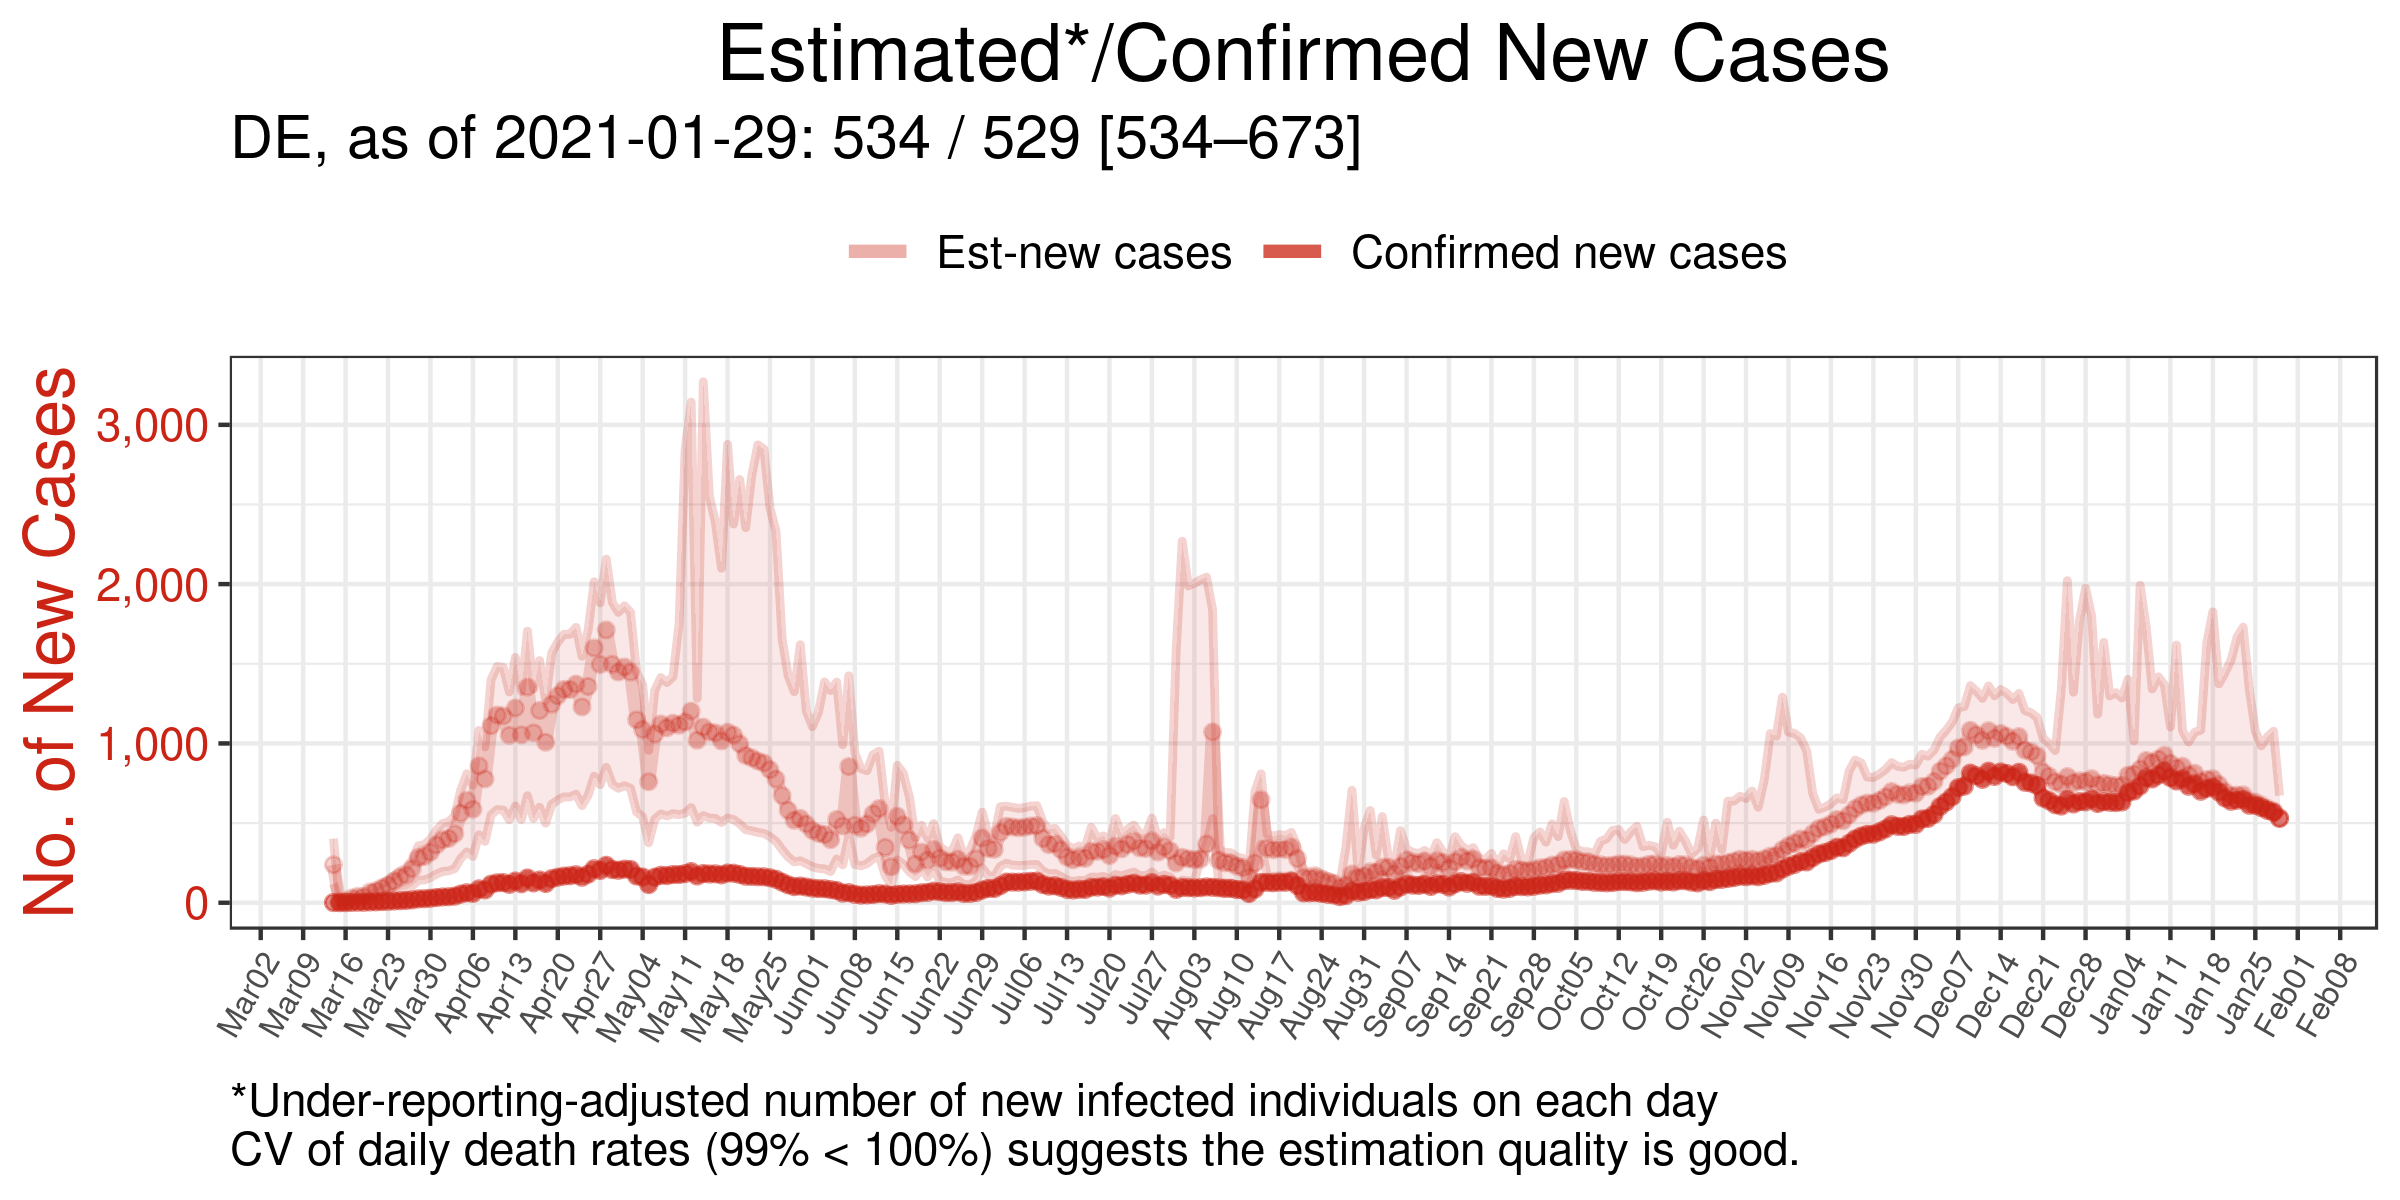 Estimated*/Confirmed New Cases
DE, as of 2021-01-29: 534 / 529 [534–673]
Est-new cases Confirmed new cases
No. of New Cases
3,000
2,000
1,000
0
Mar02 Mar09 Mar16 Mar23 Mar30 Apr06 Apr13 Apr20 Apr27 May04 May11 May18 May25 Jun01 Jun08 Jun15 Jun22 Jun29 Jul06 Jul13 Jul20 Jul27 Aug03 Aug10 Aug17 Aug24 Aug31 Sep07 Sep14 Sep21 Sep28 Oct05 Oct12 Oct19 Oct26 Nov02 Nov09 Nov16 Nov23 Nov30 Dec07 Dec14 Dec21 Dec28 Jan04 Jan11 Jan18 Jan25 Feb01 Feb08
*Under-reporting-adjusted number of new infected individuals on each day
CV of daily death rates (99% < 100%) suggests the estimation quality is good.